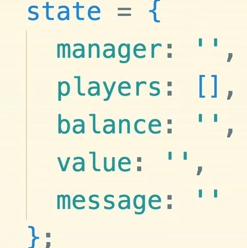 state = {
  manager: '',
  players: [],
  balance: '',
  value: '',
  message: ''
};